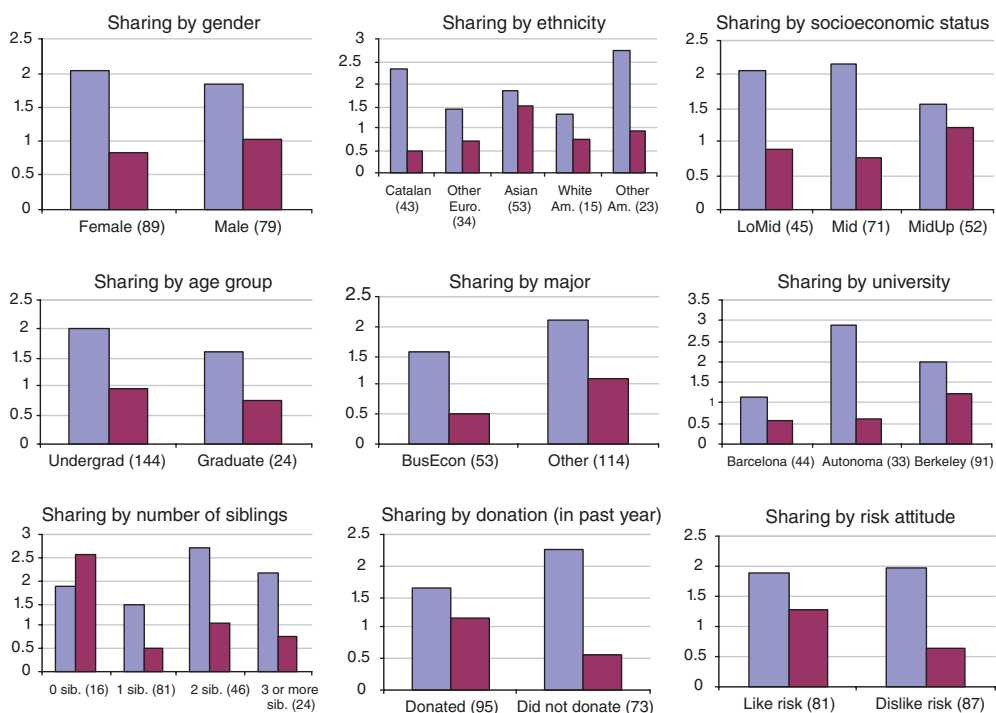 Sharing by gender
2.5
2
1.5
1
0.5
0
Female (89) Male (79)
Sharing by ethnicity
3
2.5
2
1.5
1
0.5
0
Catalan Other Asian White Other
(43) Euro. (53) Am. (15) Am. (23)
(34)
Sharing by socioeconomic status
2.5
2
1.5
1
0.5
0
LoMid (45) Mid (71) MidUp (52)
Sharing by age group
2.5
2
1.5
1
0.5
0
Undergrad (144) Graduate (24)
Sharing by major
2.5
2
1.5
1
0.5
0
BusEcon (53) Other (114)
Sharing by university
3.5
3
2.5
2
1.5
1
0.5
0
Barcelona (44) Autonoma (33) Berkeley (91)
Sharing by number of siblings
3
2.5
2
1.5
1
0.5
0
0 sib. (16) 1 sib. (81) 2 sib. (46) 3 or more
sib. (24)
Sharing by donation (in past year)
2.5
2
1.5
1
0.5
0
Donated (95) Did not donate (73)
Sharing by risk attitude
2.5
2
1.5
1
0.5
0
Like risk (81) Dislike risk (87)